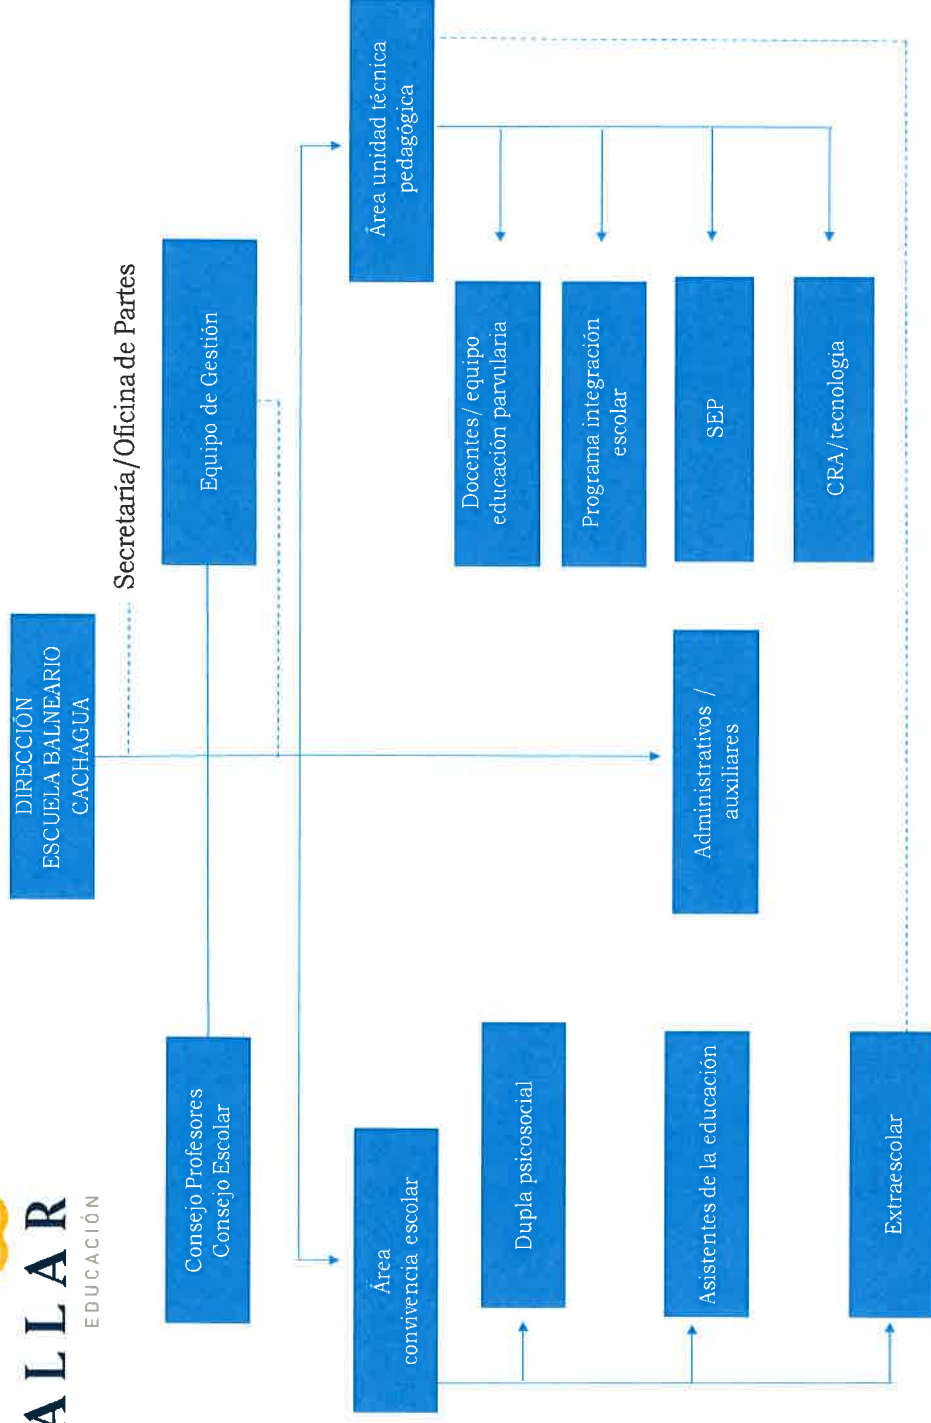 ALLAR
EDUCACIÓN
DIRECCIÓN
ESCUELA BALNEARIO
CACHAGUA
Secretaría/Oficina de Partes
Consejo Profesores
Consejo Escolar
Equipo de Gestión
Área
convivencia escolar
Área unidad técnica
pedagógica
Dupla psicosocial
Asistentes de la educación
Extraescolar
Administrativos /
auxiliares
Docentes/ equipo
educación parvularia
Programa integración
escolar
SEP
CRA/tecnologia